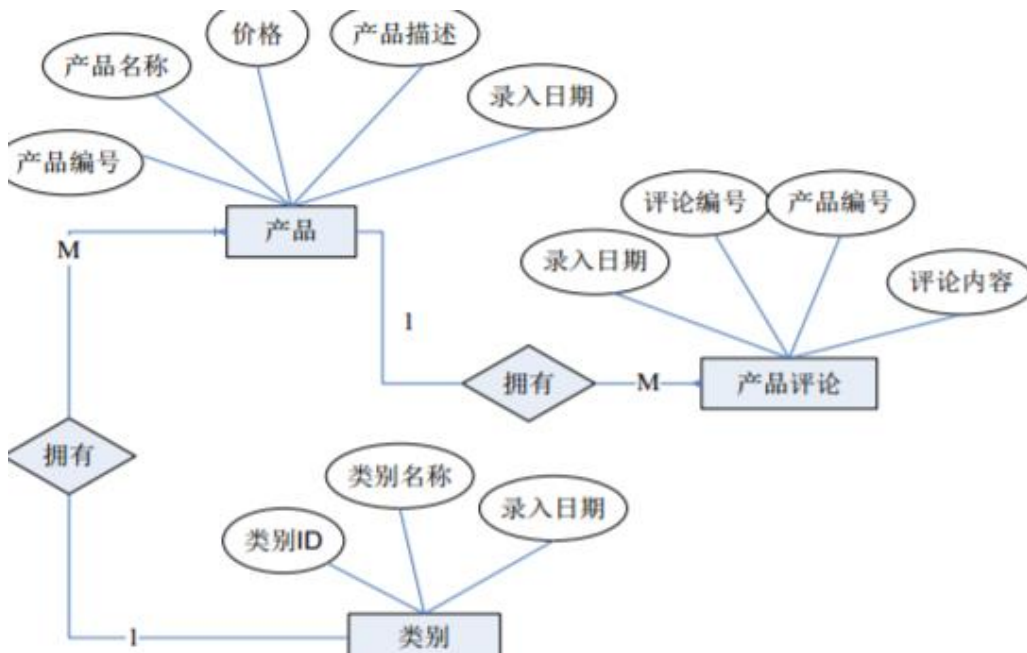 价格
产品描述
产品名称
录入日期
产品编号
产品
M
评论编号
产品编号
录入日期
评论内容
1
拥有
M
产品评论
拥有
类别名称
录入日期
类别ID
1
类别